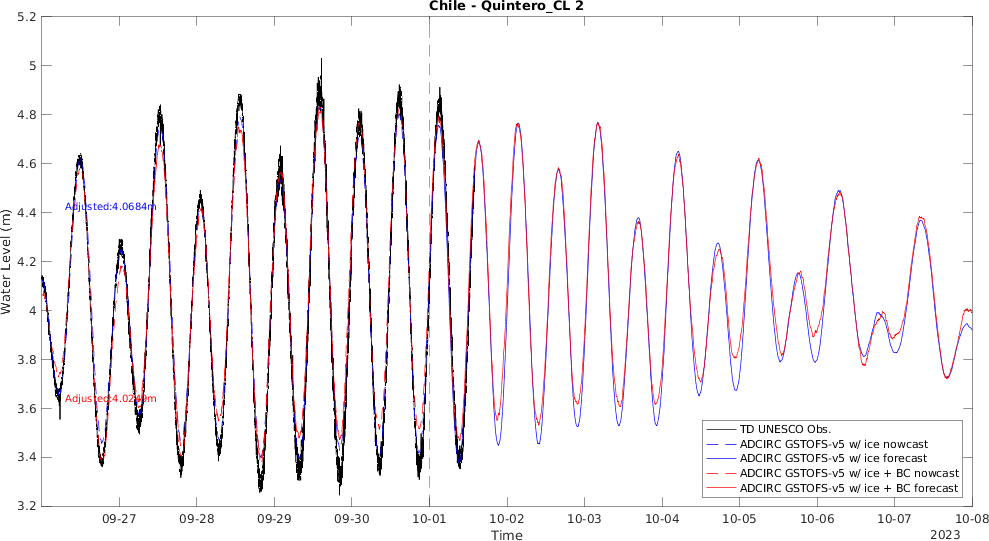 Chile - Quintero_CL 2
5.2
5
4.8
4.6
4.4
4.2
4
3.8
3.6
3.4
3.2
Water Level (m)
Adjusted:4.0684m
Adjusted:4.0249m
TD UNESCO Obs.
ADCIRC GSTOFS-v5 w/ ice nowcast
ADCIRC GSTOFS-v5 w/ ice forecast
ADCIRC GSTOFS-v5 w/ ice + BC nowcast
ADCIRC GSTOFS-v5 w/ ice + BC forecast
09-27 09-28 09-29 09-30 10-01 10-02 10-03 10-04 10-05 10-06 10-07 10-08
Time
2023